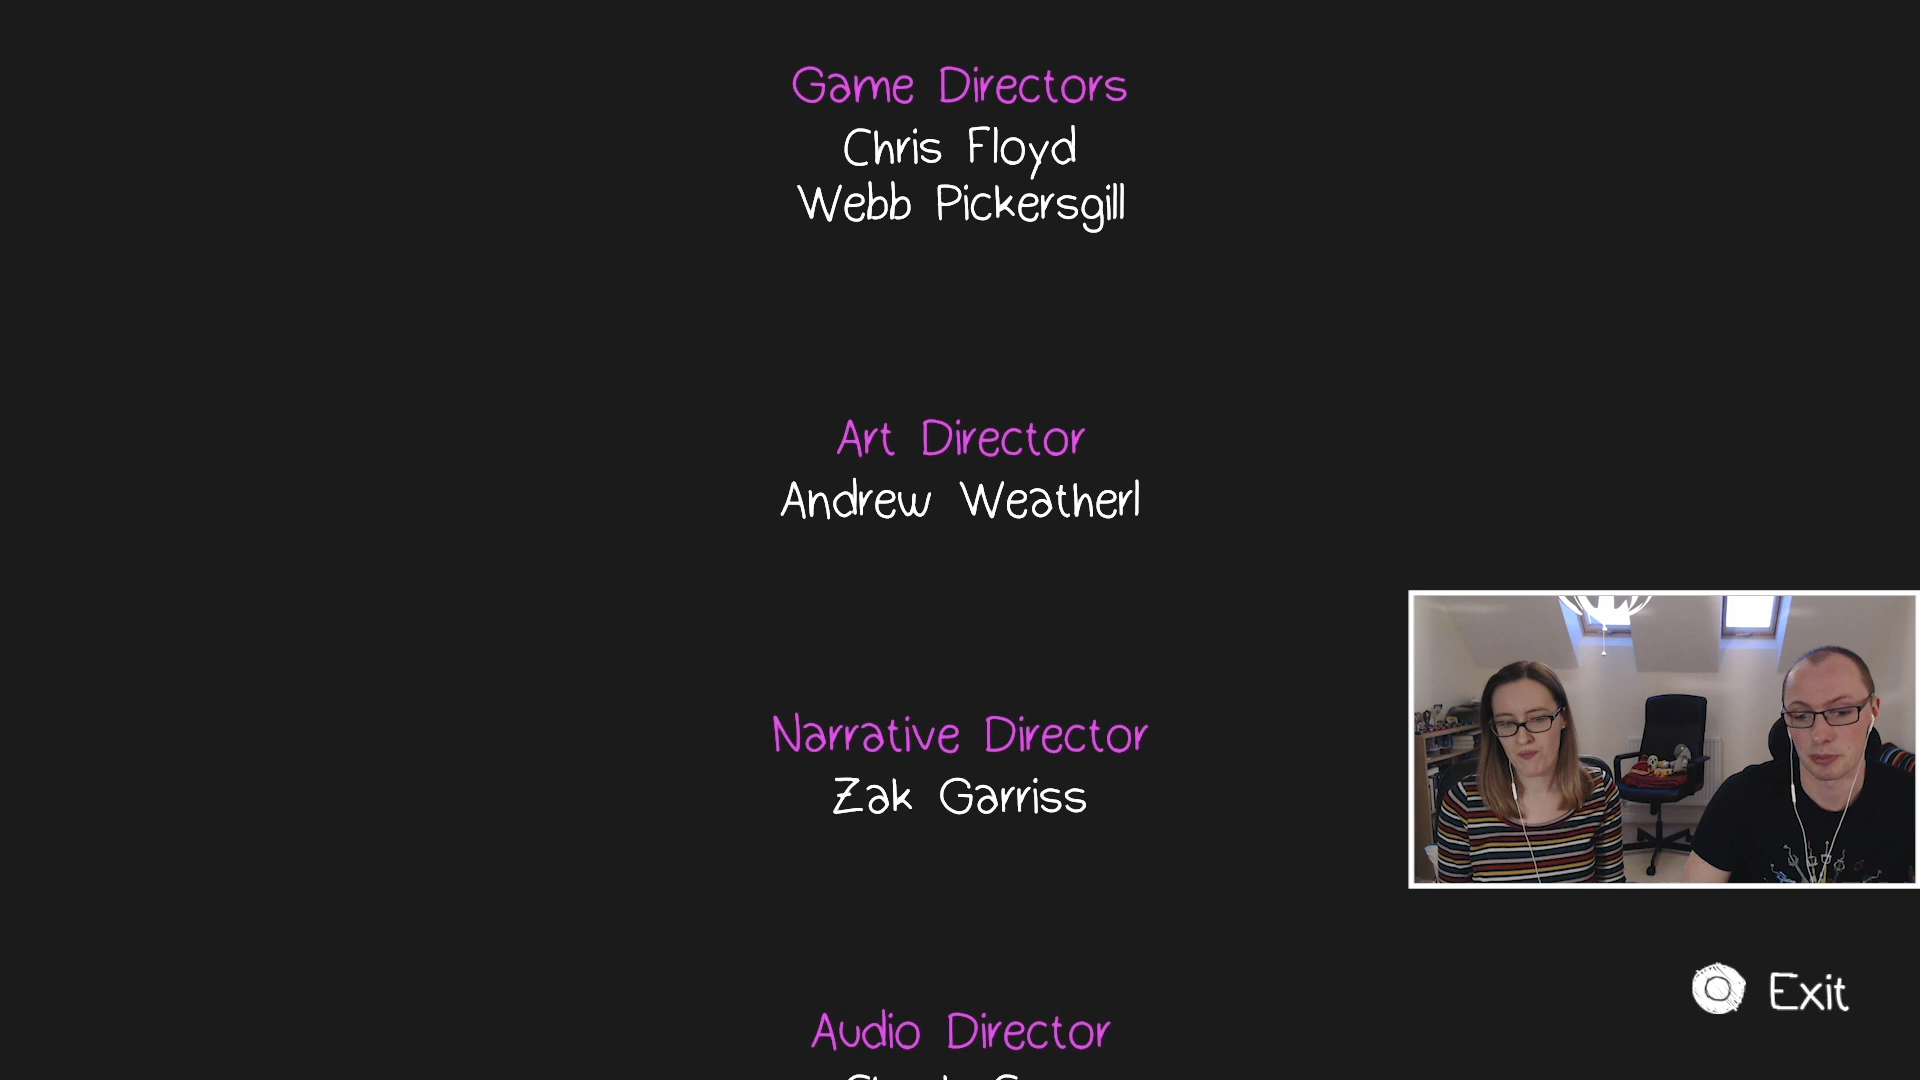 Game Directors
Chris Floyd
Webb Pickersgill
Art Director
Andrew Weatherl
Narrative Director
Zak Garriss
Exit
Audio Director